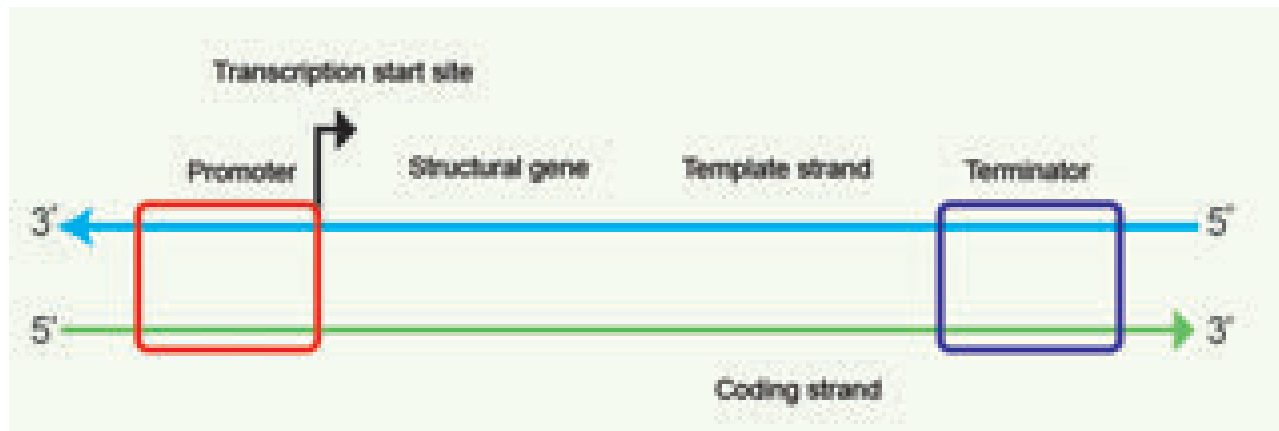 Transcription start site
Promoter
Structural gene
Template strand
Terminator
3'
5'
5'
3'
Coding strand